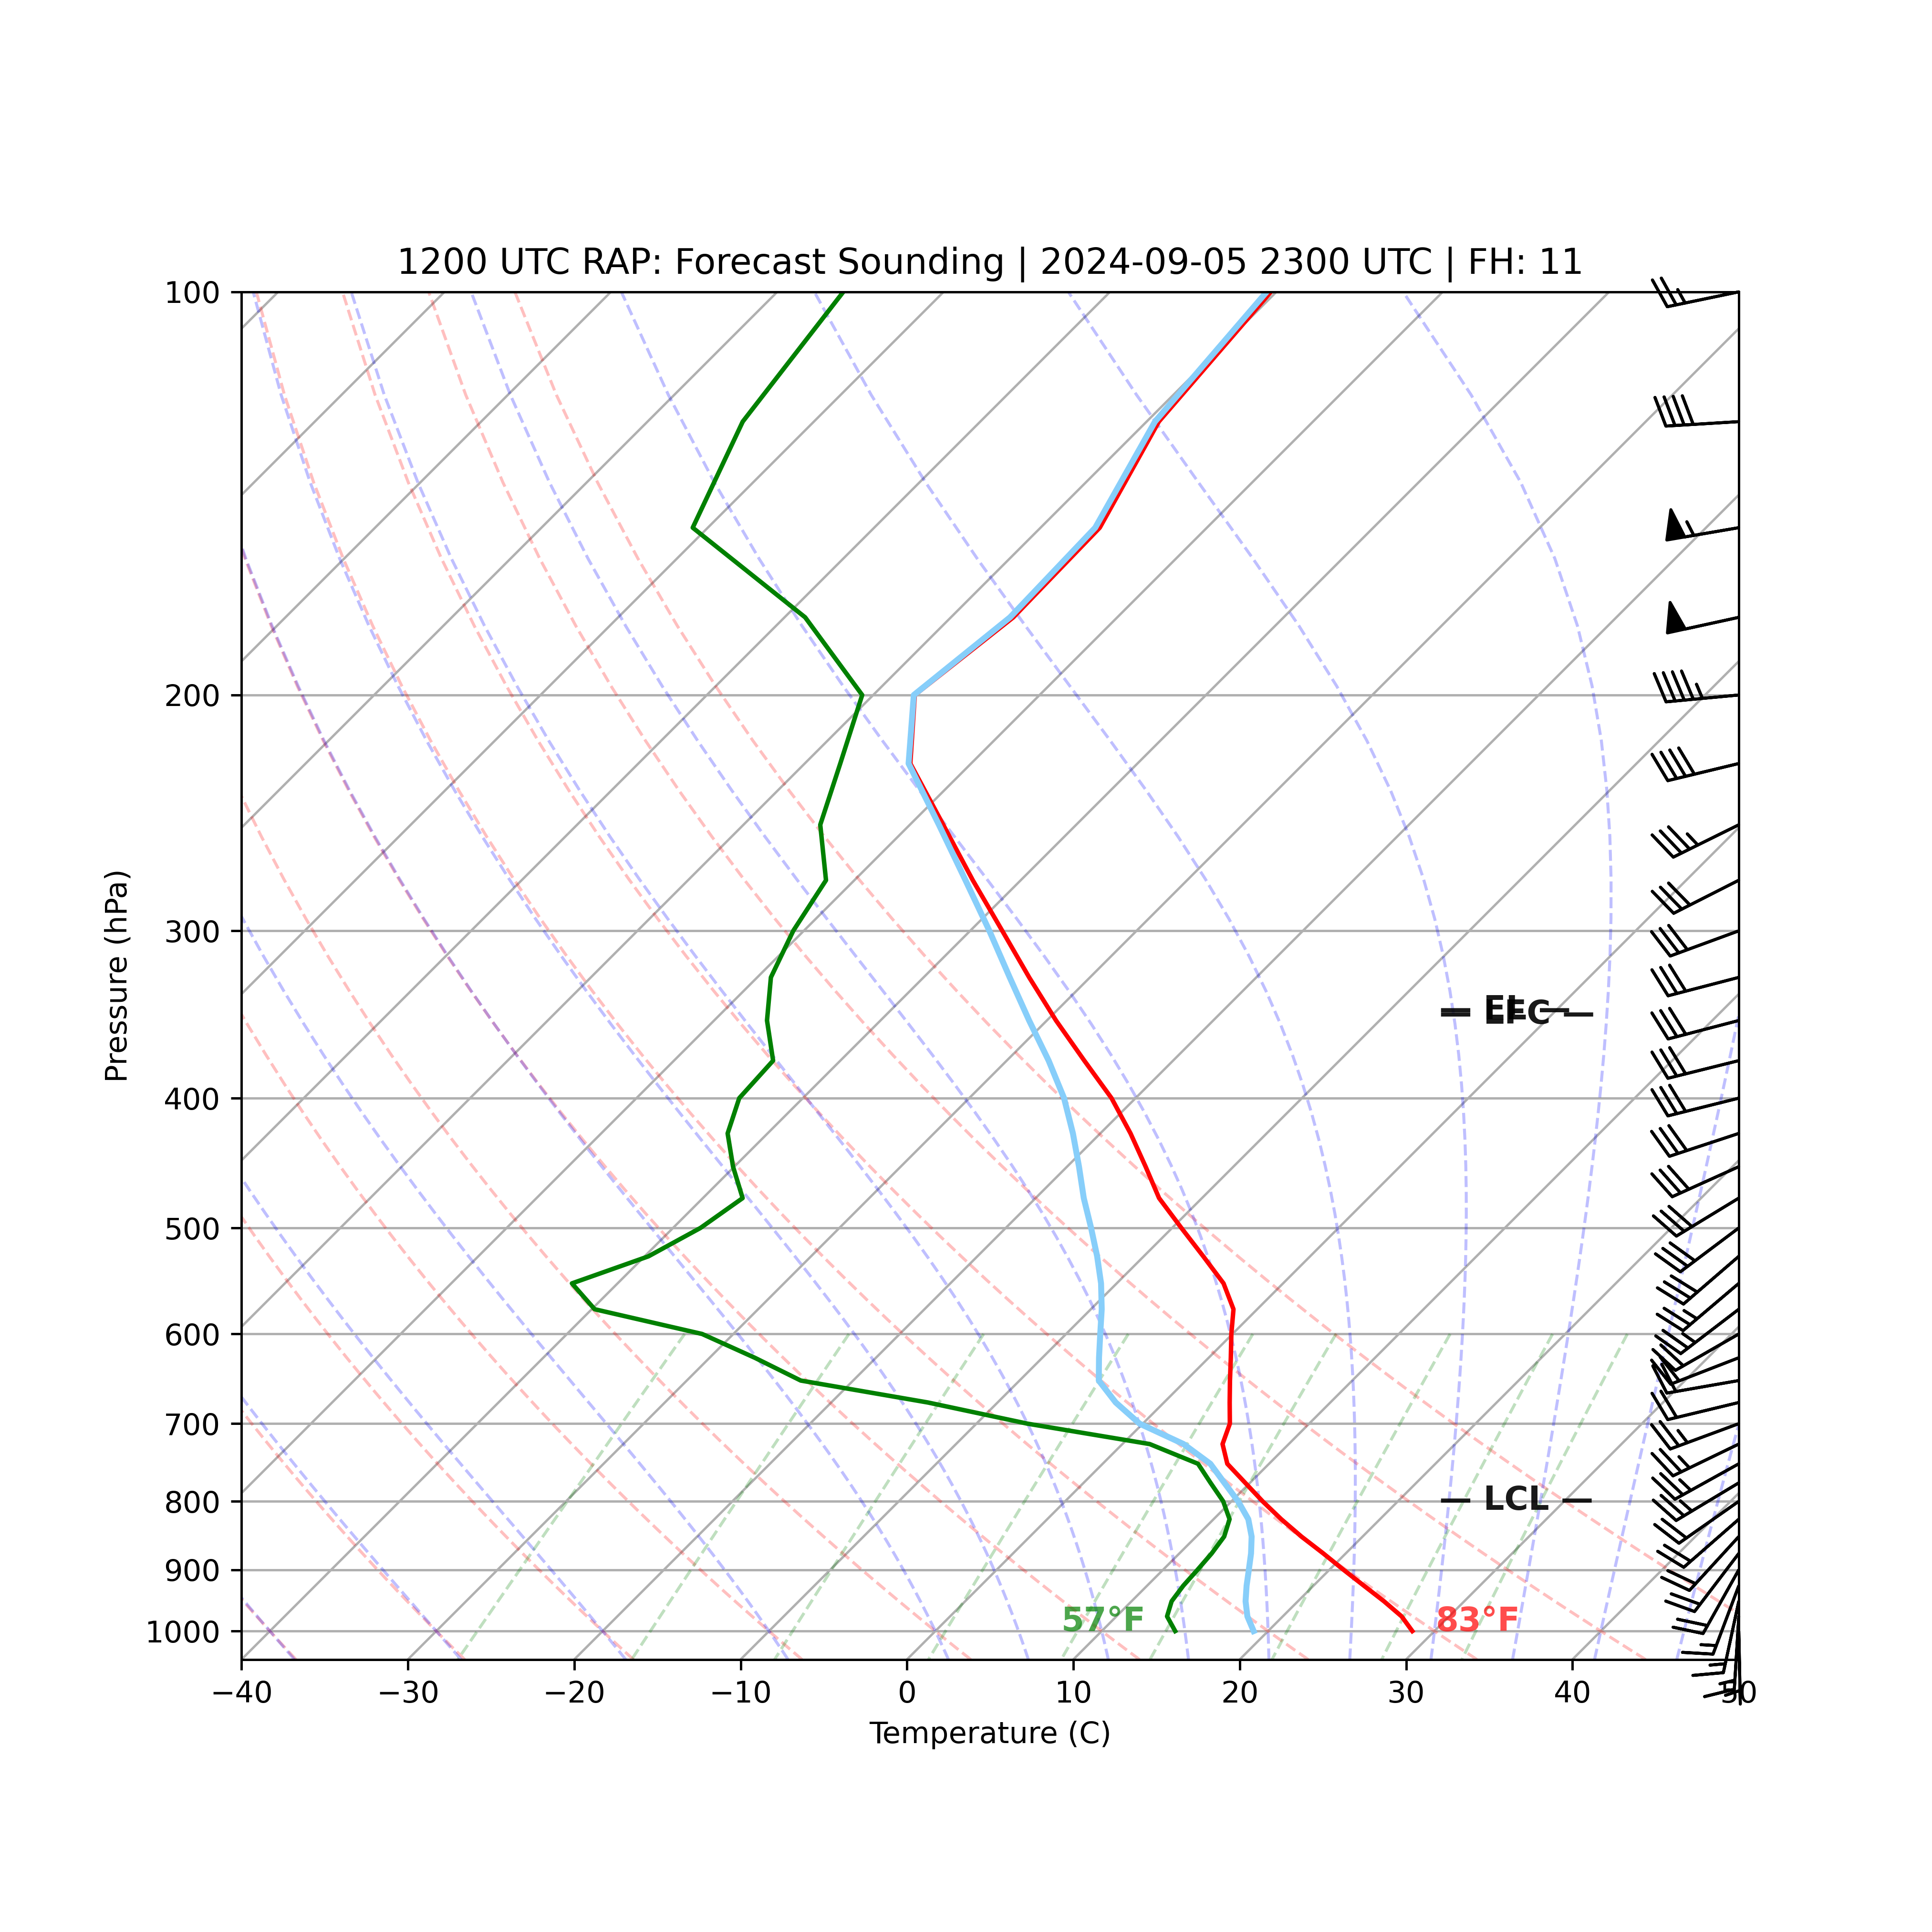 1200 UTC RAP: Forecast Sounding | 2024-09-05 2300 UTC | FH: 11
100
200
300
EL
LFC
400
500
600
700
800
LCL
900
57°F
83°F
1000
−40
−30
−20
−10
0
10
20
30
40
50
Temperature (C)
Pressure (hPa)